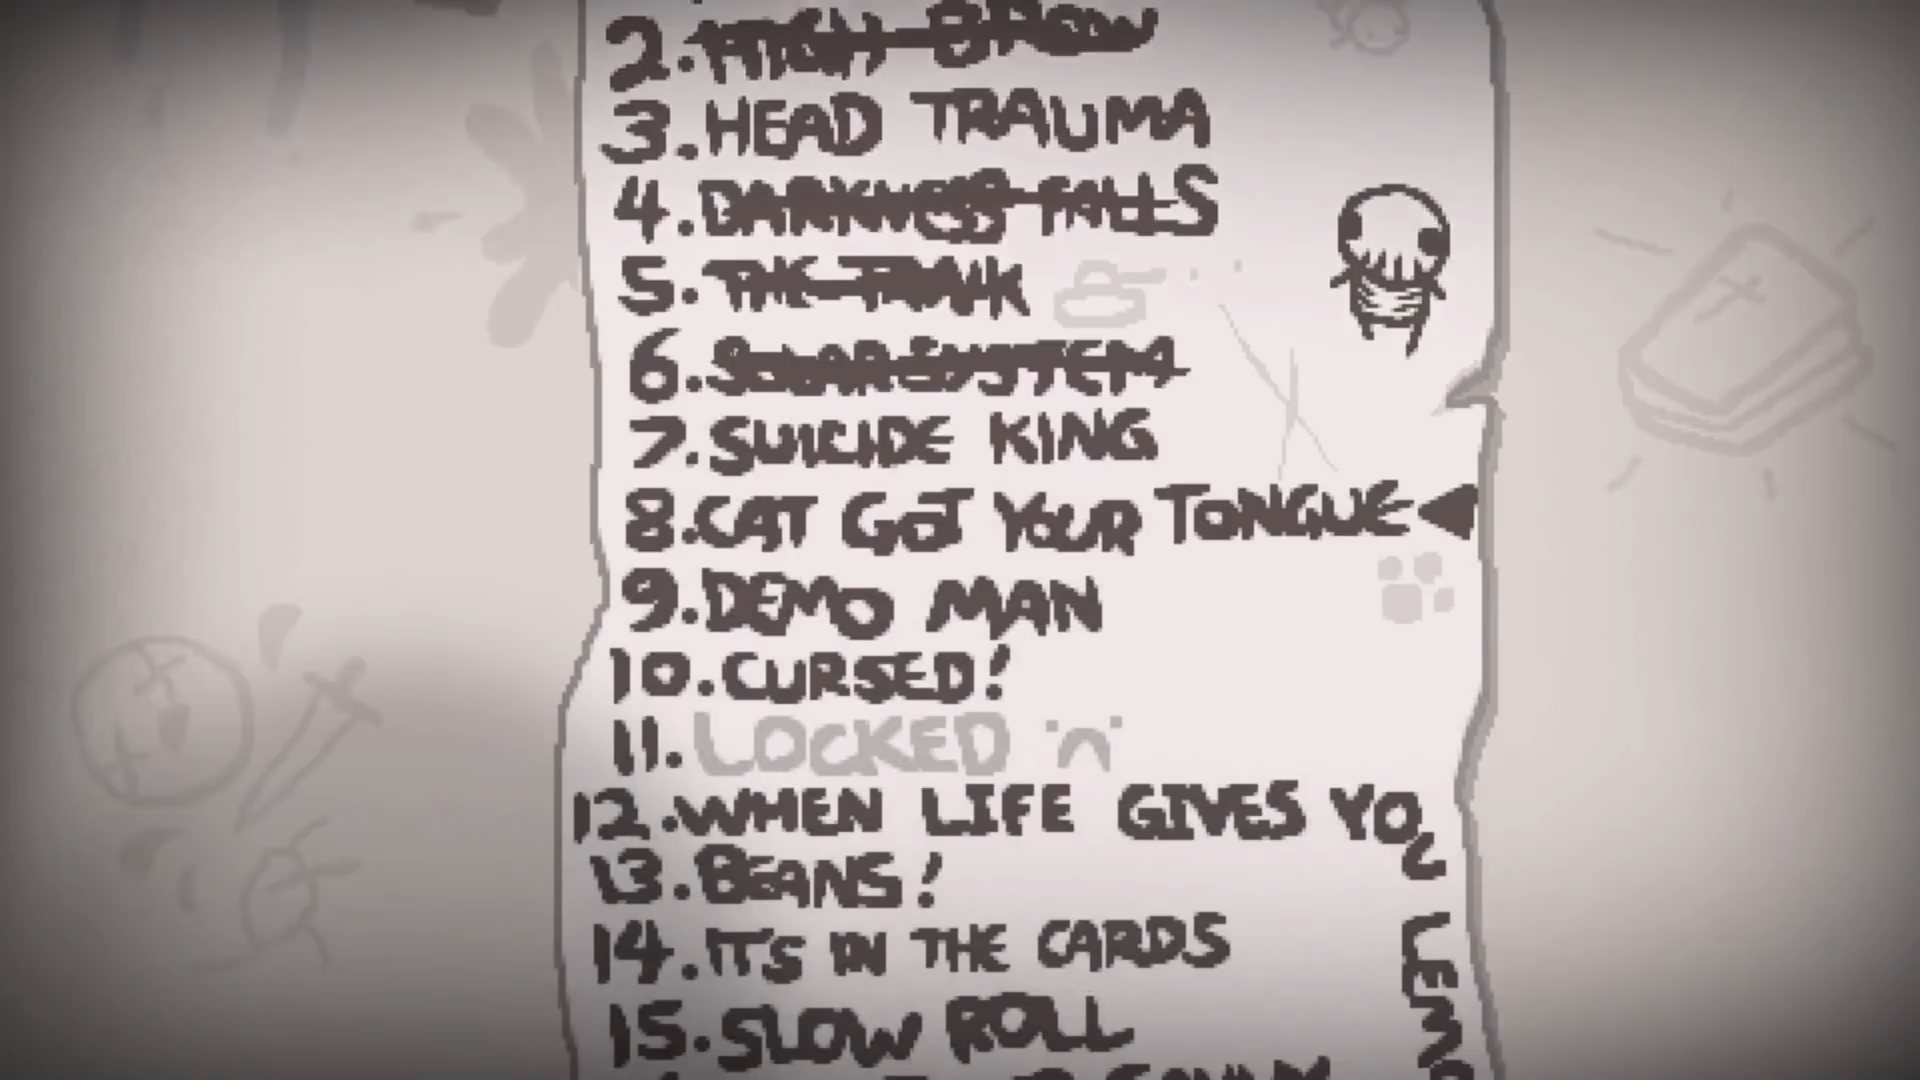 2. HIGH BROW
3. HEAD TRAUMA
4. DARKNESS FALLS
5. THE TANK
6. SOLAR SYSTEM
7. SUICIDE KING
8. CAT GOT YOUR TONGUE
9. DEMO MAN
10. CURSED!
11. LOCKED
12. WHEN LIFE GIVES YOU LEMO
13. BEANS!
14. IT'S IN THE CARDS
15. SLOW ROLL